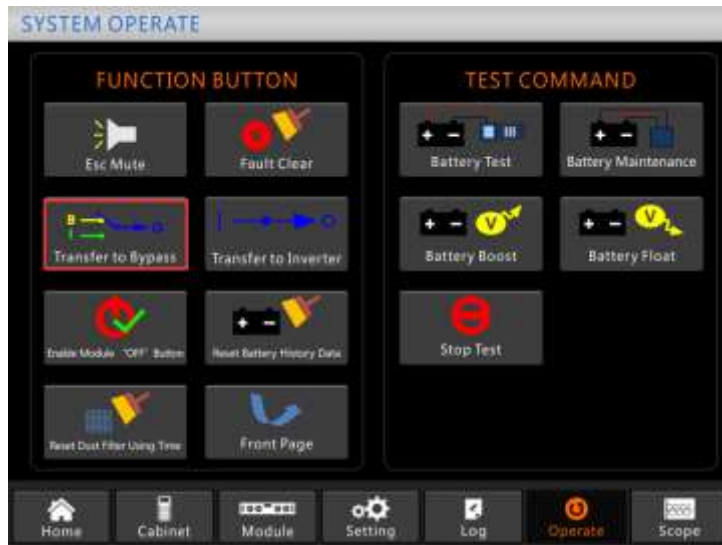 SYSTEM OPERATE
FUNCTION BUTTON
TEST COMMAND
Esc Mute
Fault Clear
Battery Test
Battery Maintenance
B
I
O
I
O
Transfer to Bypass
Transfer to Inverter
V
V
Battery Boost
Battery Float
Enable Module "OFF" Button
Reset Battery History Data
Stop Test
Reset Dust Filter Using Time
Front Page
Home
Cabinet
Module
Setting
Log
Operate
Scope